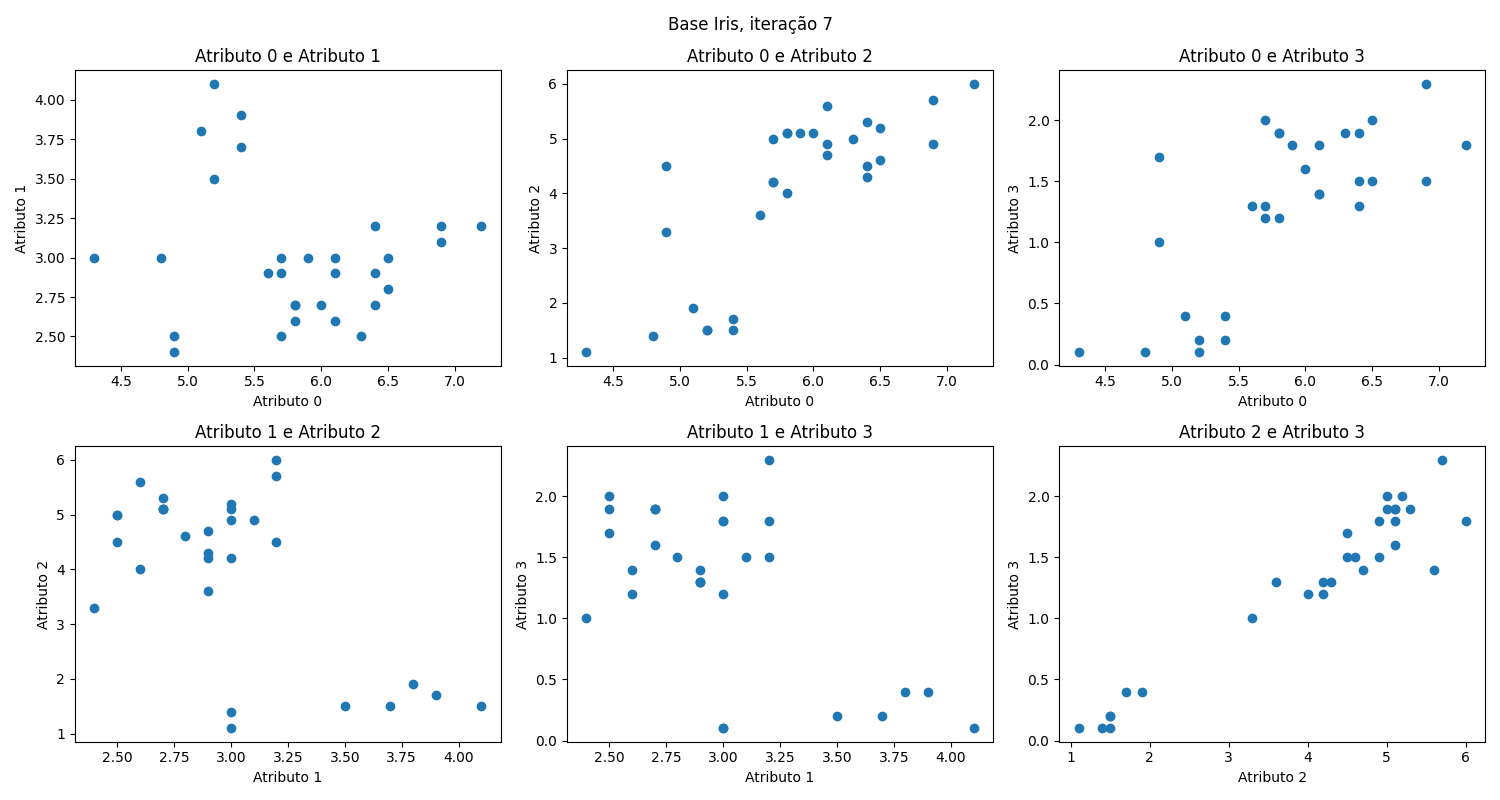 Base Iris, iteração 7
Atributo 0 e Atributo 1
Atributo 1
4.00
3.75
3.50
3.25
3.00
2.75
2.50
4.5 5.0 5.5 6.0 6.5 7.0
Atributo 0
Atributo 0 e Atributo 2
Atributo 2
6
5
4
3
2
1
4.5 5.0 5.5 6.0 6.5 7.0
Atributo 0
Atributo 0 e Atributo 3
Atributo 3
2.0
1.5
1.0
0.5
0.0
4.5 5.0 5.5 6.0 6.5 7.0
Atributo 0
Atributo 1 e Atributo 2
Atributo 2
6
5
4
3
2
1
2.50 2.75 3.00 3.25 3.50 3.75 4.00
Atributo 1
Atributo 1 e Atributo 3
Atributo 3
2.0
1.5
1.0
0.5
0.0
2.50 2.75 3.00 3.25 3.50 3.75 4.00
Atributo 1
Atributo 2 e Atributo 3
Atributo 3
2.0
1.5
1.0
0.5
0.0
1 2 3 4 5 6
Atributo 2